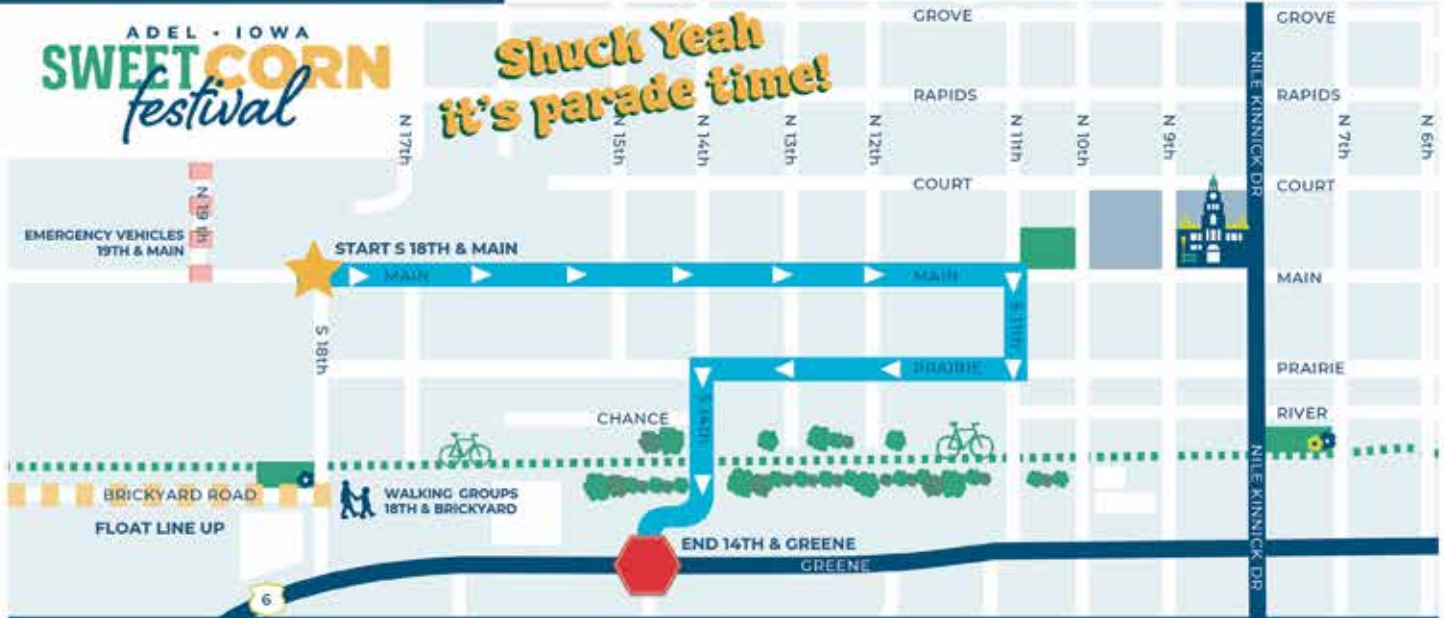 ADEL • IOWA
SWEET CORN
festival
Shuck Yeah
it's parade time!
GROVE
GROVE
RAPIDS
RAPIDS
NILE KINNICK DR
N 17th
N 15th
N 14th
N 13th
N 12th
N 11th
N 10th
N 9th
N 7th
N 6th
COURT
COURT
N 19th
EMERGENCY VEHICLES
19TH & MAIN
START S 18TH & MAIN
MAIN
MAIN
MAIN
S 18th
S 11th
PRAIRIE
PRAIRIE
CHANCE
S 14th
RIVER
BRICKYARD ROAD
FLOAT LINE UP
WALKING GROUPS
18TH & BRICKYARD
NILE KINNICK DR
END 14TH & GREENE
GREENE
6